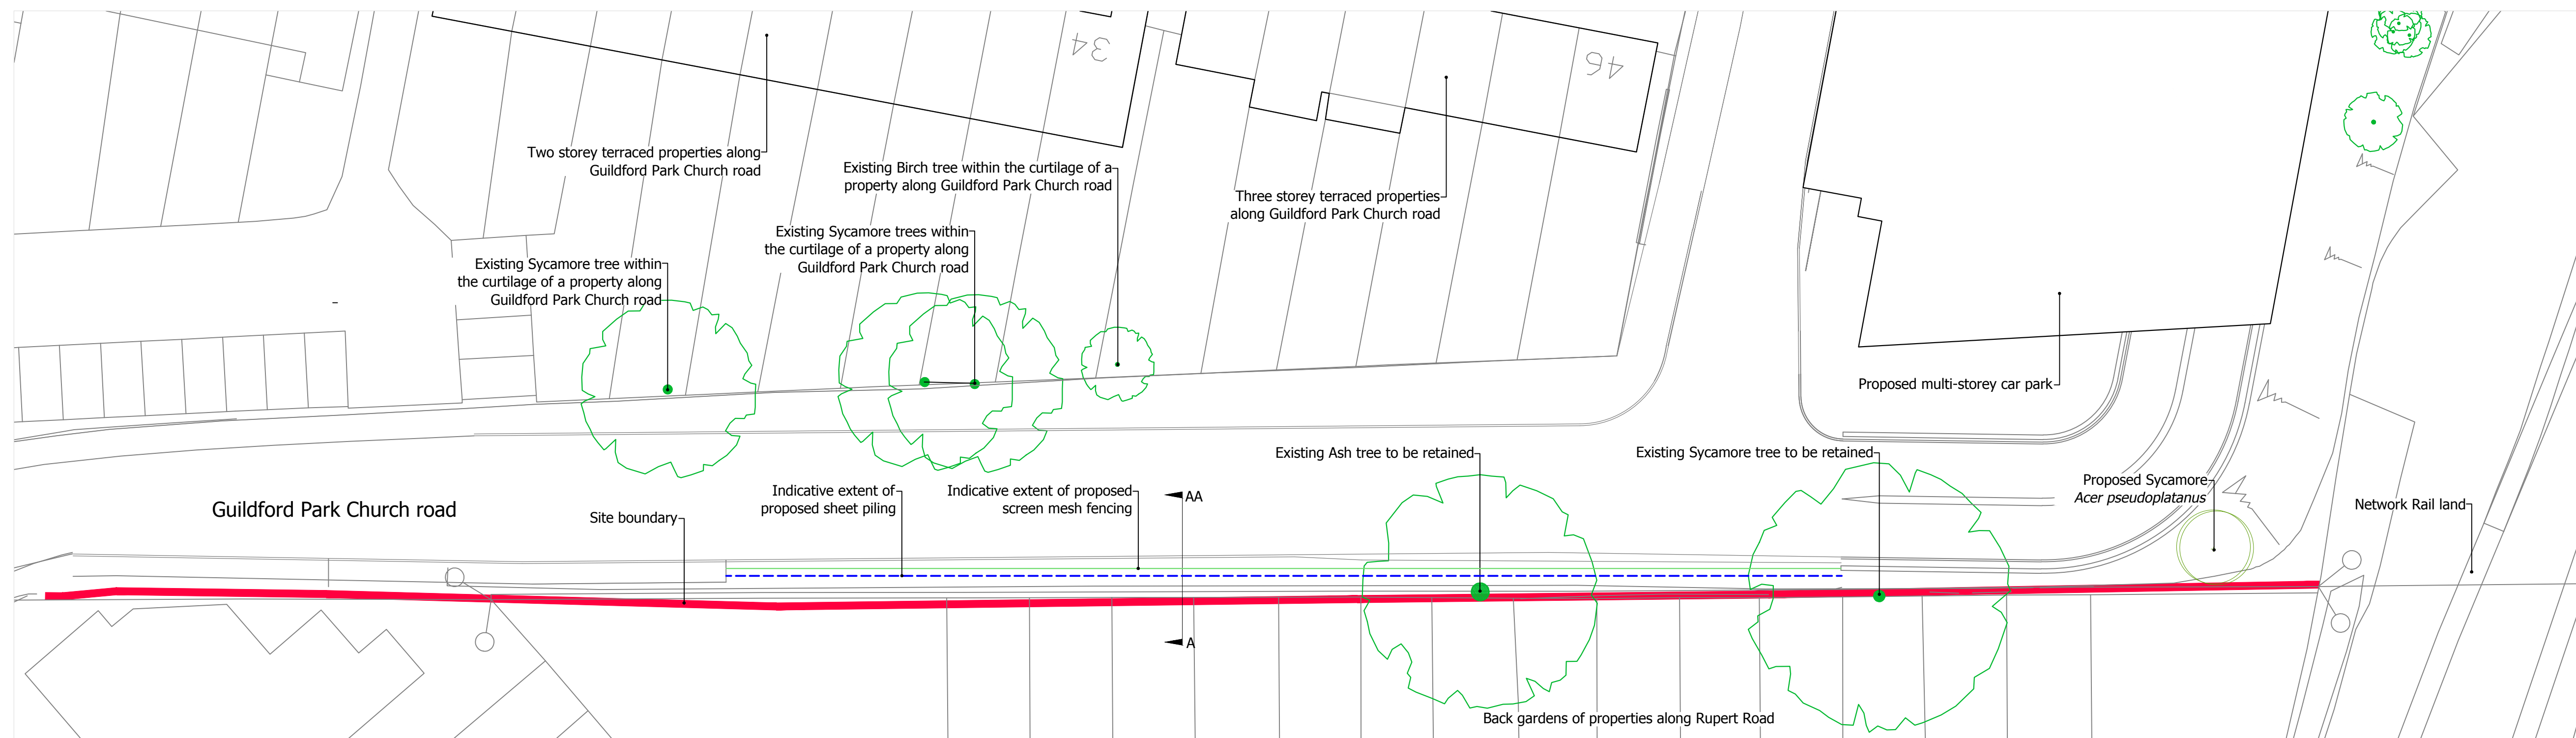 34
46
Two storey terraced properties along
Guildford Park Church road
Existing Birch tree within the curtilage of a
property along Guildford Park Church road
Three storey terraced properties
along Guildford Park Church road
Existing Sycamore trees within
the curtilage of a property along
Guildford Park Church road
Existing Sycamore tree within
the curtilage of a property along
Guildford Park Church road
Proposed multi-storey car park
Existing Ash tree to be retained
Existing Sycamore tree to be retained
Proposed Sycamore
Acer pseudoplatanus
Network Rail land
Guildford Park Church road
Site boundary
Indicative extent of
proposed sheet piling
Indicative extent of proposed
screen mesh fencing
AA
A
Back gardens of properties along Rupert Road